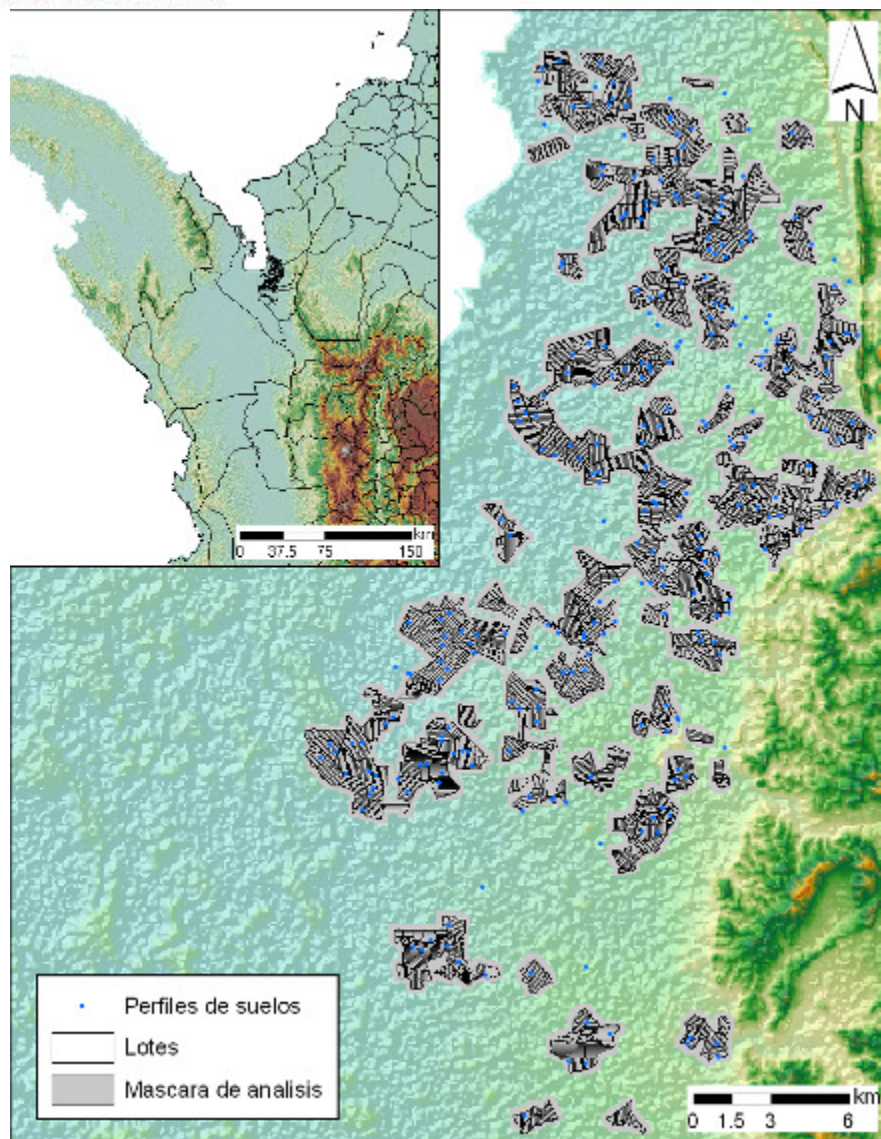 N
km
0 37.5 75 150
Perfiles de suelos
Lotes
Mascara de analisis
km
0 1.5 3 6